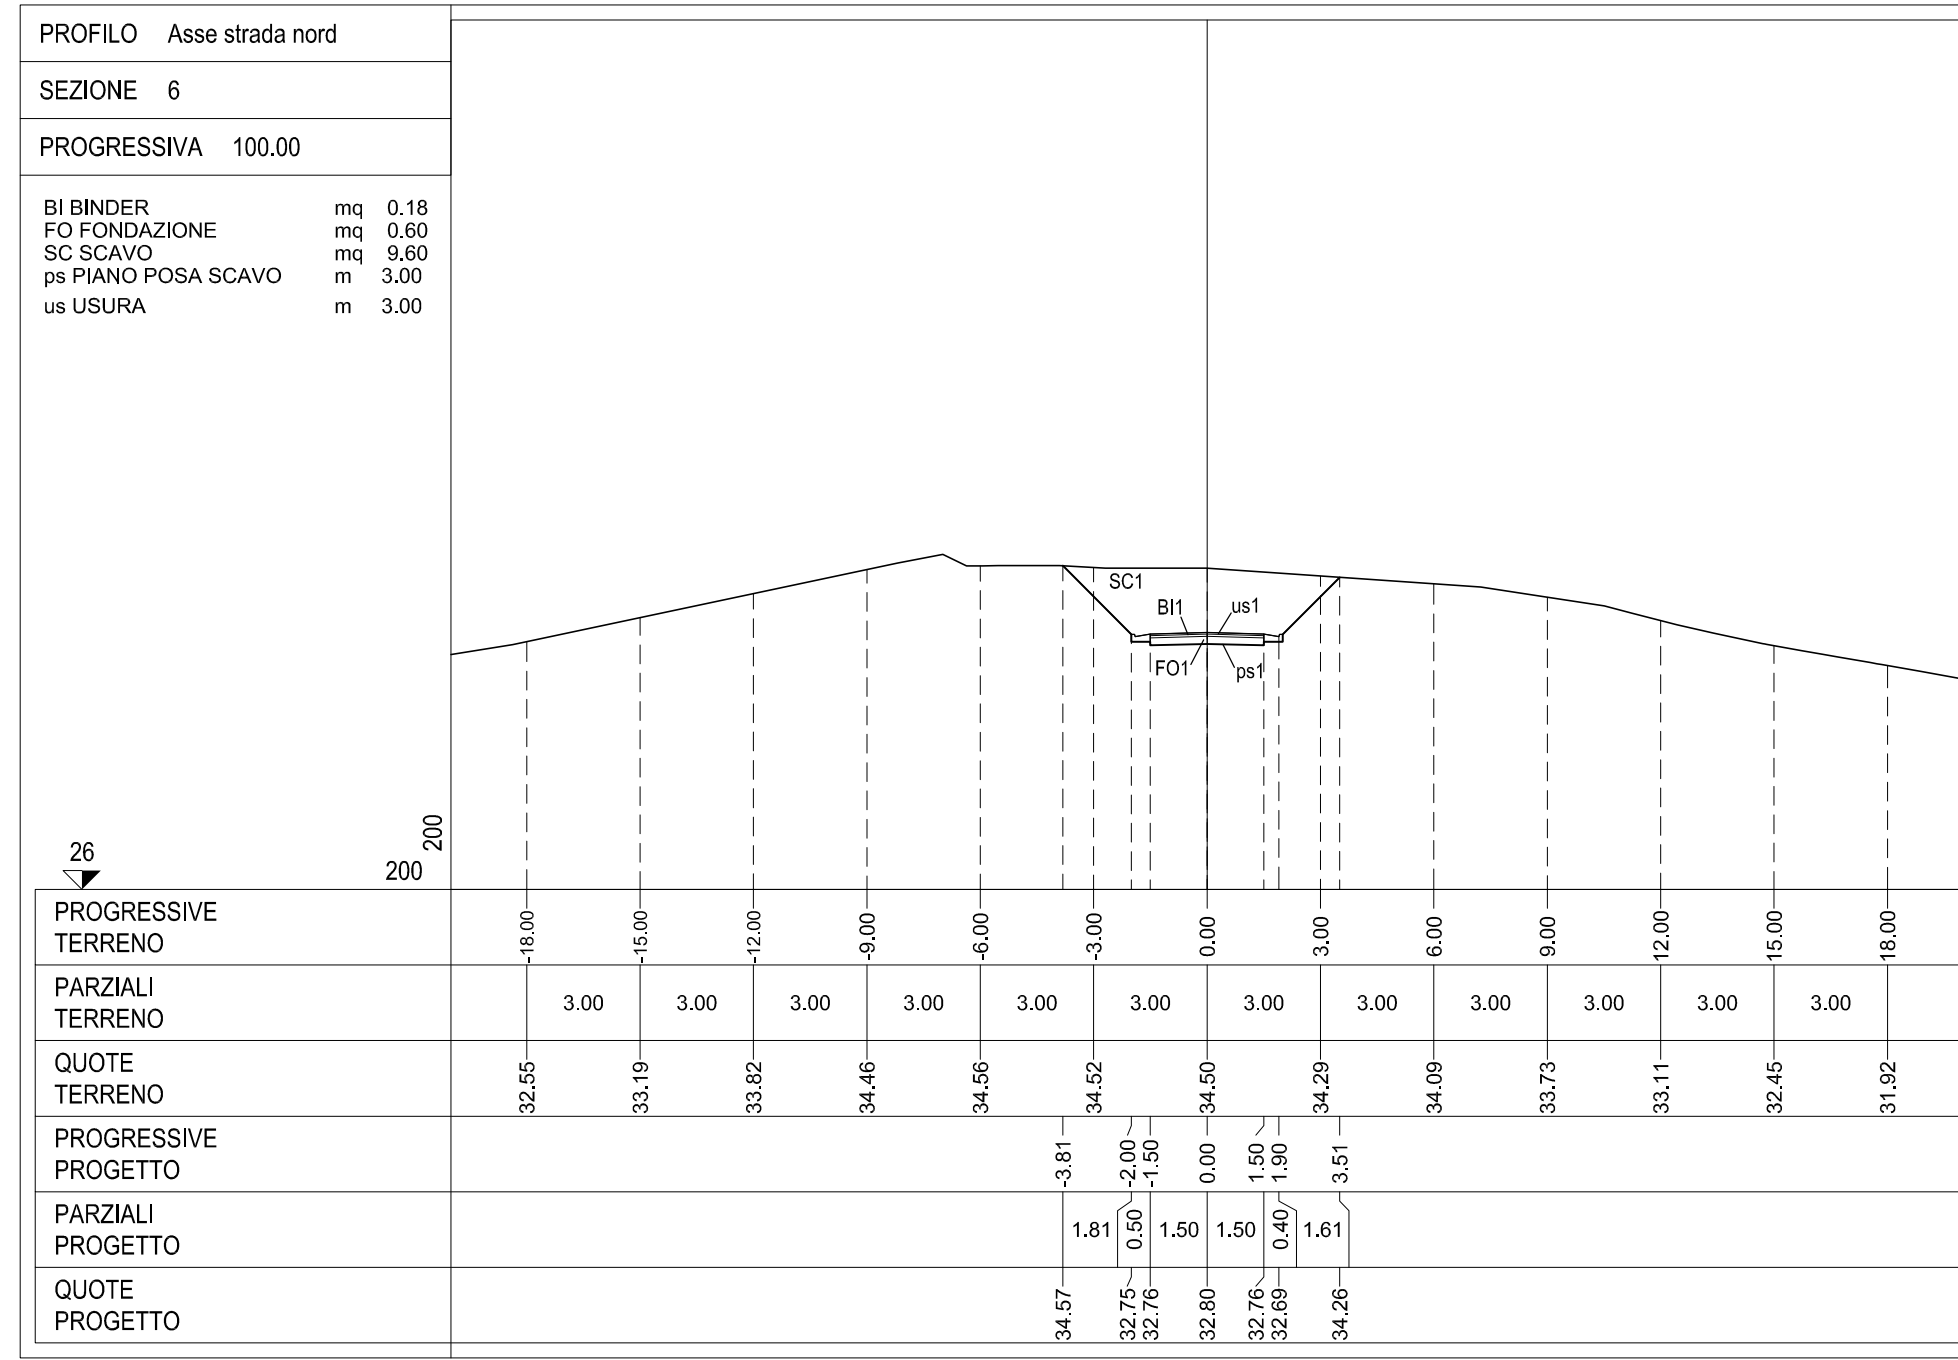 PROFILO Asse strada nord
SEZIONE 6
PROGRESSIVA 100.00
BI BINDER mq 0.18
FO FONDAZIONE mq 0.60
SC SCAVO mq 9.60
ps PIANO POSA SCAVO m 3.00
us USURA m 3.00
SC1
BI1 us1
FO1 ps1
200
26
200
PROGRESSIVE
TERRENO
-18.00 -15.00 -12.00 -9.00 -6.00 -3.00 0.00 3.00 6.00 9.00 12.00 15.00 18.00
PARZIALI
TERRENO
3.00 3.00 3.00 3.00 3.00 3.00 3.00 3.00 3.00 3.00 3.00 3.00
QUOTE
TERRENO
32.55 33.19 33.82 34.46 34.56 34.52 34.50 34.29 34.09 33.73 33.11 32.45 31.92
PROGRESSIVE
PROGETTO
-3.81 -2.00 -1.50 0.00 1.50 1.90 3.51
PARZIALI
PROGETTO
1.81 0.50 1.50 1.50 0.40 1.61
QUOTE
PROGETTO
34.57 32.75 32.76 32.80 32.76 32.69 34.26